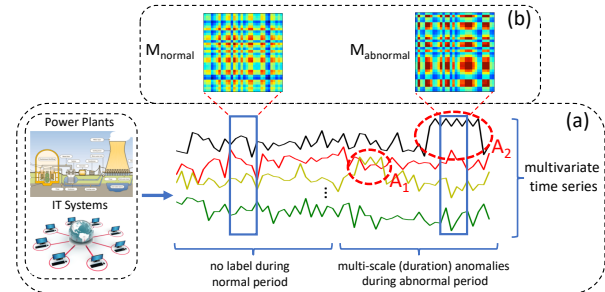 (b)
M_normal
M_abnormal
(a)
Power Plants
IT Systems
A_1
A_2
multivariate
time series
⋮
no label during
normal period
multi-scale (duration) anomalies
during abnormal period